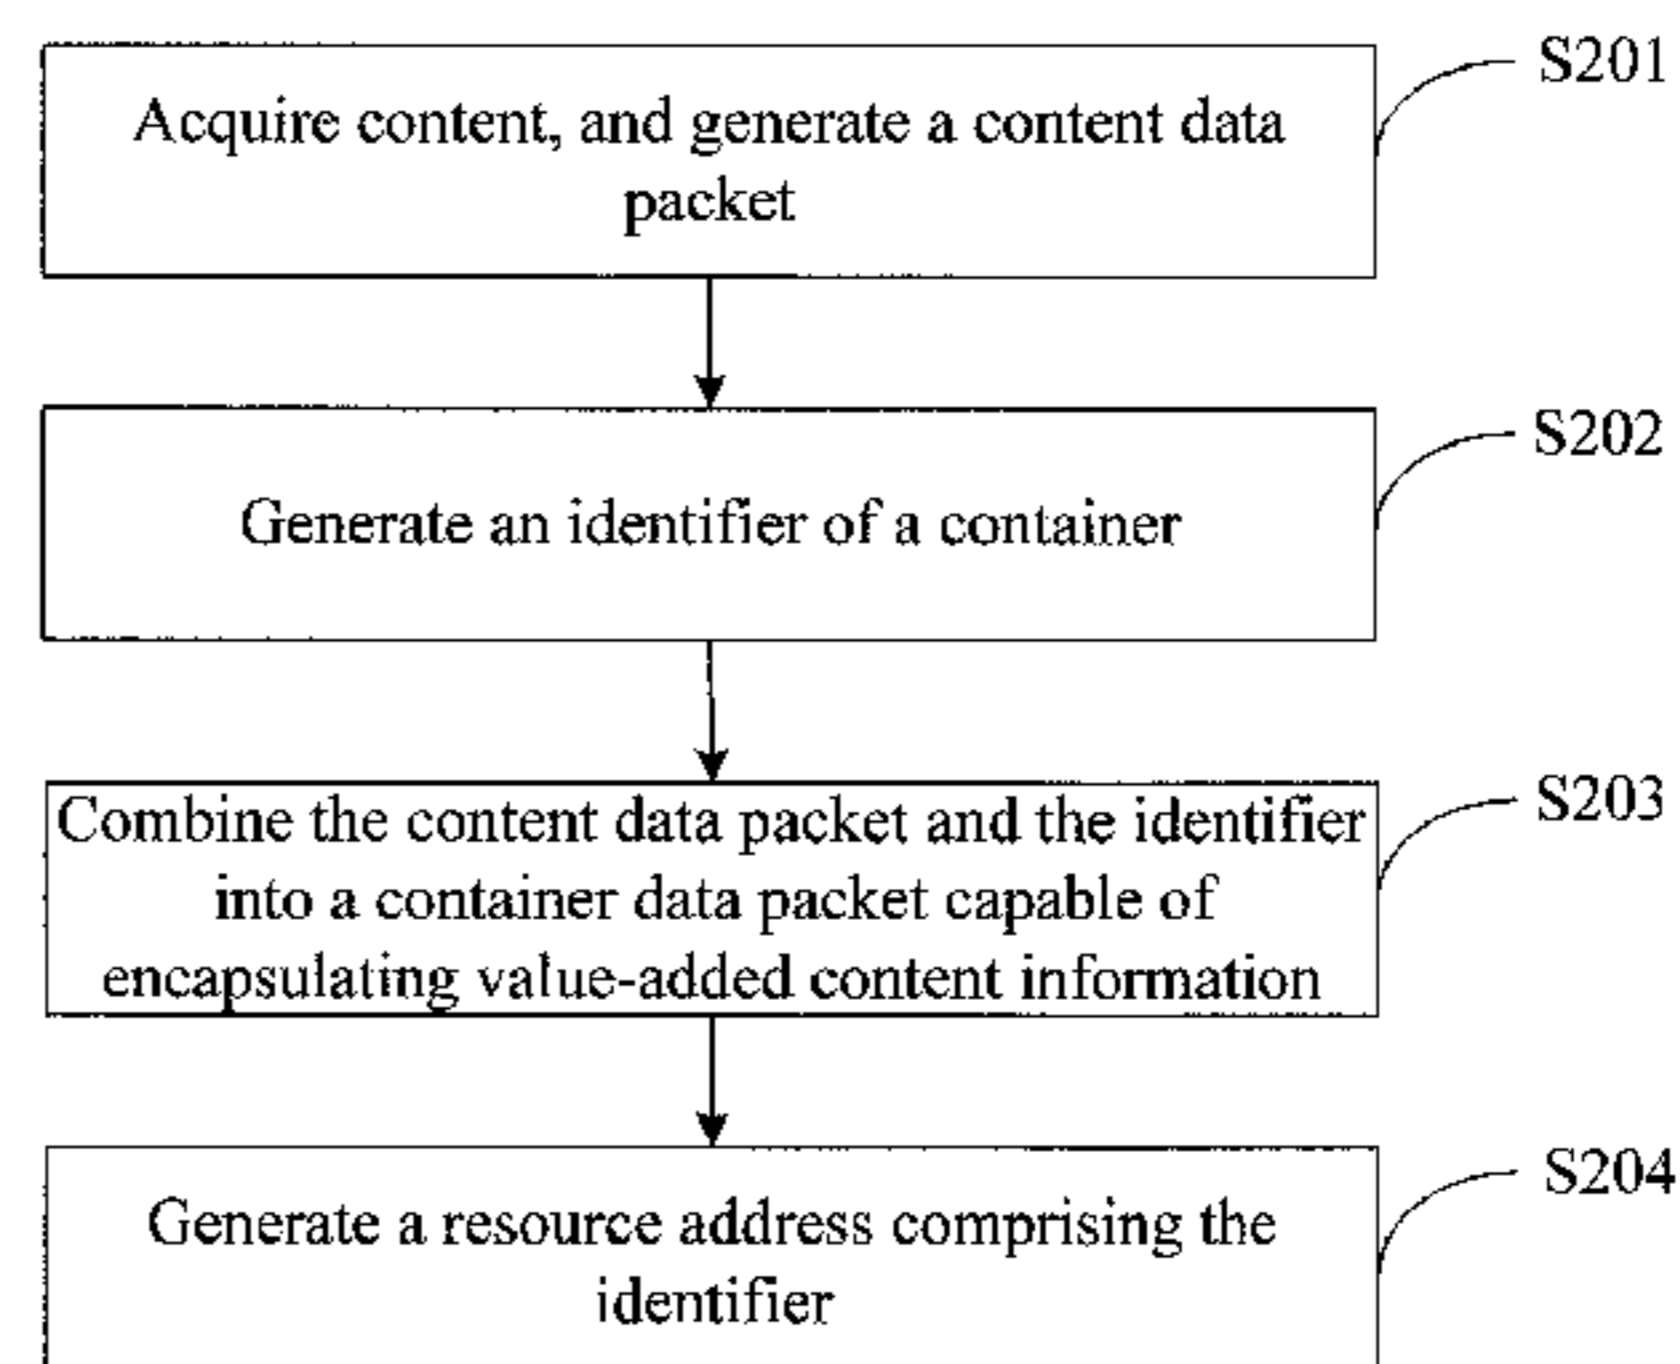 S201
Acquire content, and generate a content data
packet
S202
Generate an identifier of a container
S203
Combine the content data packet and the identifier
into a container data packet capable of
encapsulating value-added content information
S204
Generate a resource address comprising the
identifier